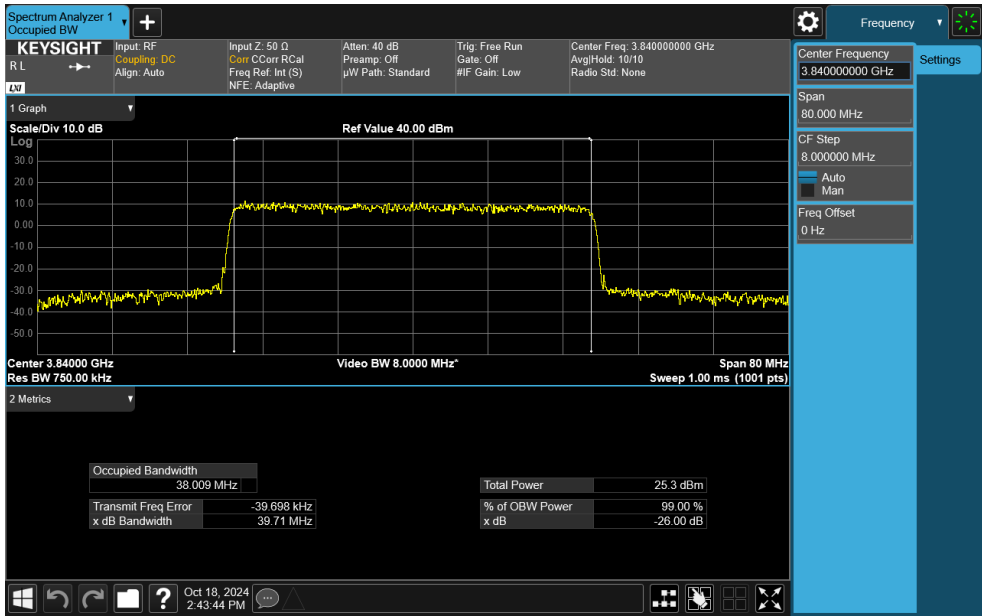 Spectrum Analyzer 1
Occupied BW
Frequency
KEYSIGHT
R L
LXI
Input: RF
Coupling: DC
Align: Auto
Input Z: 50 Ω
Corr CCorr RCal
Freq Ref: Int (S)
NFE: Adaptive
Atten: 40 dB
Preamp: Off
µW Path: Standard
Trig: Free Run
Gate: Off
#IF Gain: Low
Center Freq: 3.840000000 GHz
Avg|Hold: 10/10
Radio Std: None
Center Frequency
3.840000000 GHz
Settings
Span
80.000 MHz
CF Step
8.000000 MHz
Auto
Man
Freq Offset
0 Hz
1 Graph
Scale/Div 10.0 dB
Ref Value 40.00 dBm
Log
30.0
20.0
10.0
0.00
-10.0
-20.0
-30.0
-40.0
-50.0
Center 3.84000 GHz
Video BW 8.0000 MHz*
Span 80 MHz
Res BW 750.00 kHz
Sweep 1.00 ms (1001 pts)
2 Metrics
Occupied Bandwidth
38.009 MHz
Total Power 25.3 dBm
Transmit Freq Error -39.698 kHz
% of OBW Power 99.00 %
x dB Bandwidth 39.71 MHz
x dB -26.00 dB
?
Oct 18, 2024
2:43:44 PM